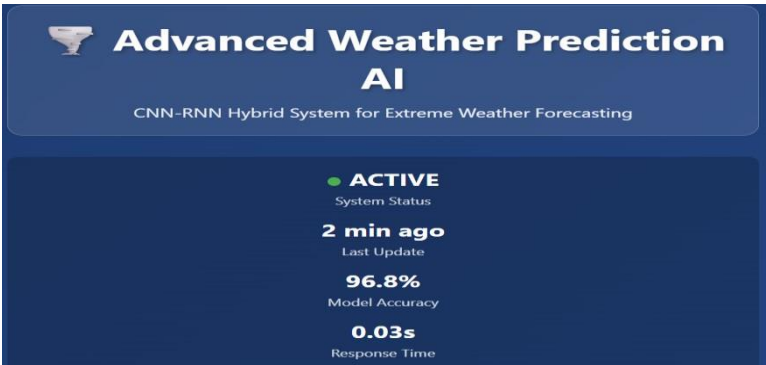 Advanced Weather Prediction
AI
CNN-RNN Hybrid System for Extreme Weather Forecasting
ACTIVE
System Status
2 min ago
Last Update
96.8%
Model Accuracy
0.03s
Response Time